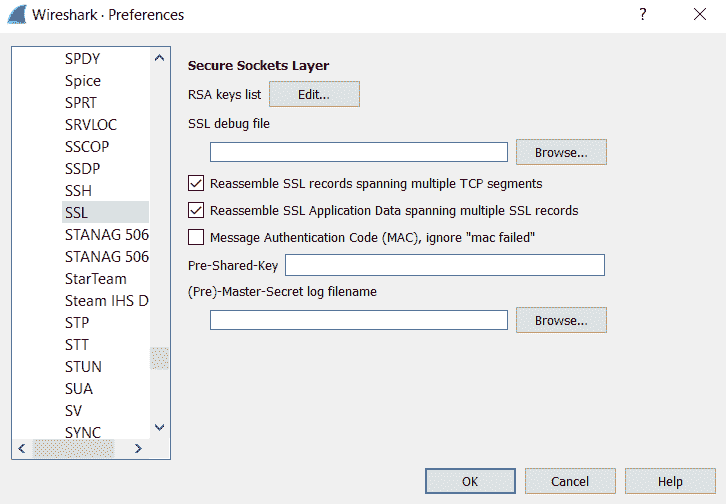 Wireshark · Preferences
SPDY
Spice
SPRT
SRVLOC
SSCOP
SSDP
SSH
SSL
STANAG 506
STANAG 506
StarTeam
Steam IHS D
STP
STT
STUN
SUA
SV
SYNC
Secure Sockets Layer
RSA keys list Edit...
SSL debug file
Browse...
Reassemble SSL records spanning multiple TCP segments
Reassemble SSL Application Data spanning multiple SSL records
Message Authentication Code (MAC), ignore "mac failed"
Pre-Shared-Key
(Pre)-Master-Secret log filename
Browse...
OK Cancel Help